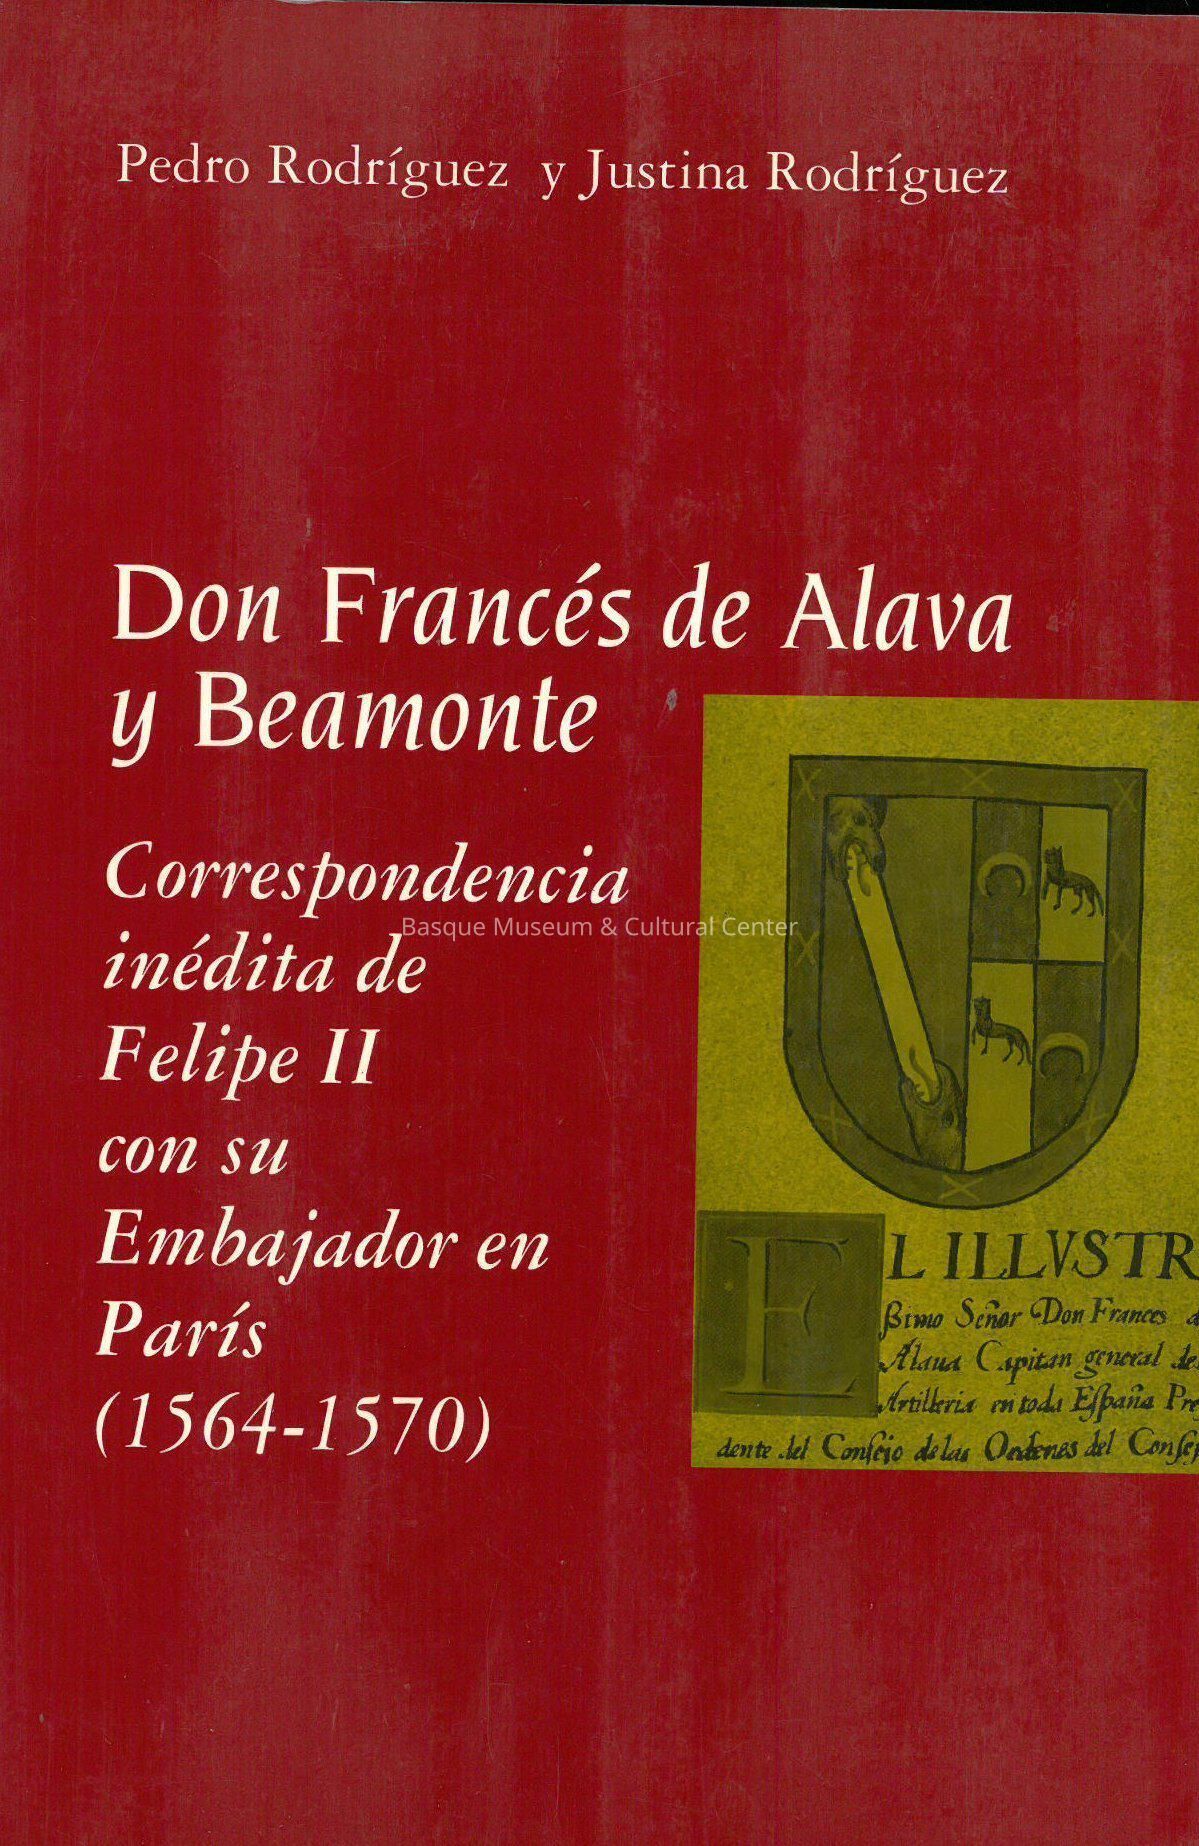 Pedro Rodríguez y Justina Rodríguez
Don Francés de Alava
y Beamonte
Correspondencia
Basque Museum & Cultural Center
inédita de
Felipe II
con su
Embajador en
París
(1564-1570)
EL ILLVSTR
ßimo Señor Don Frances d
Alaua Capitan general de
Artilleria en toda España Pre
dente del Consejo de las Ordenes del Consej